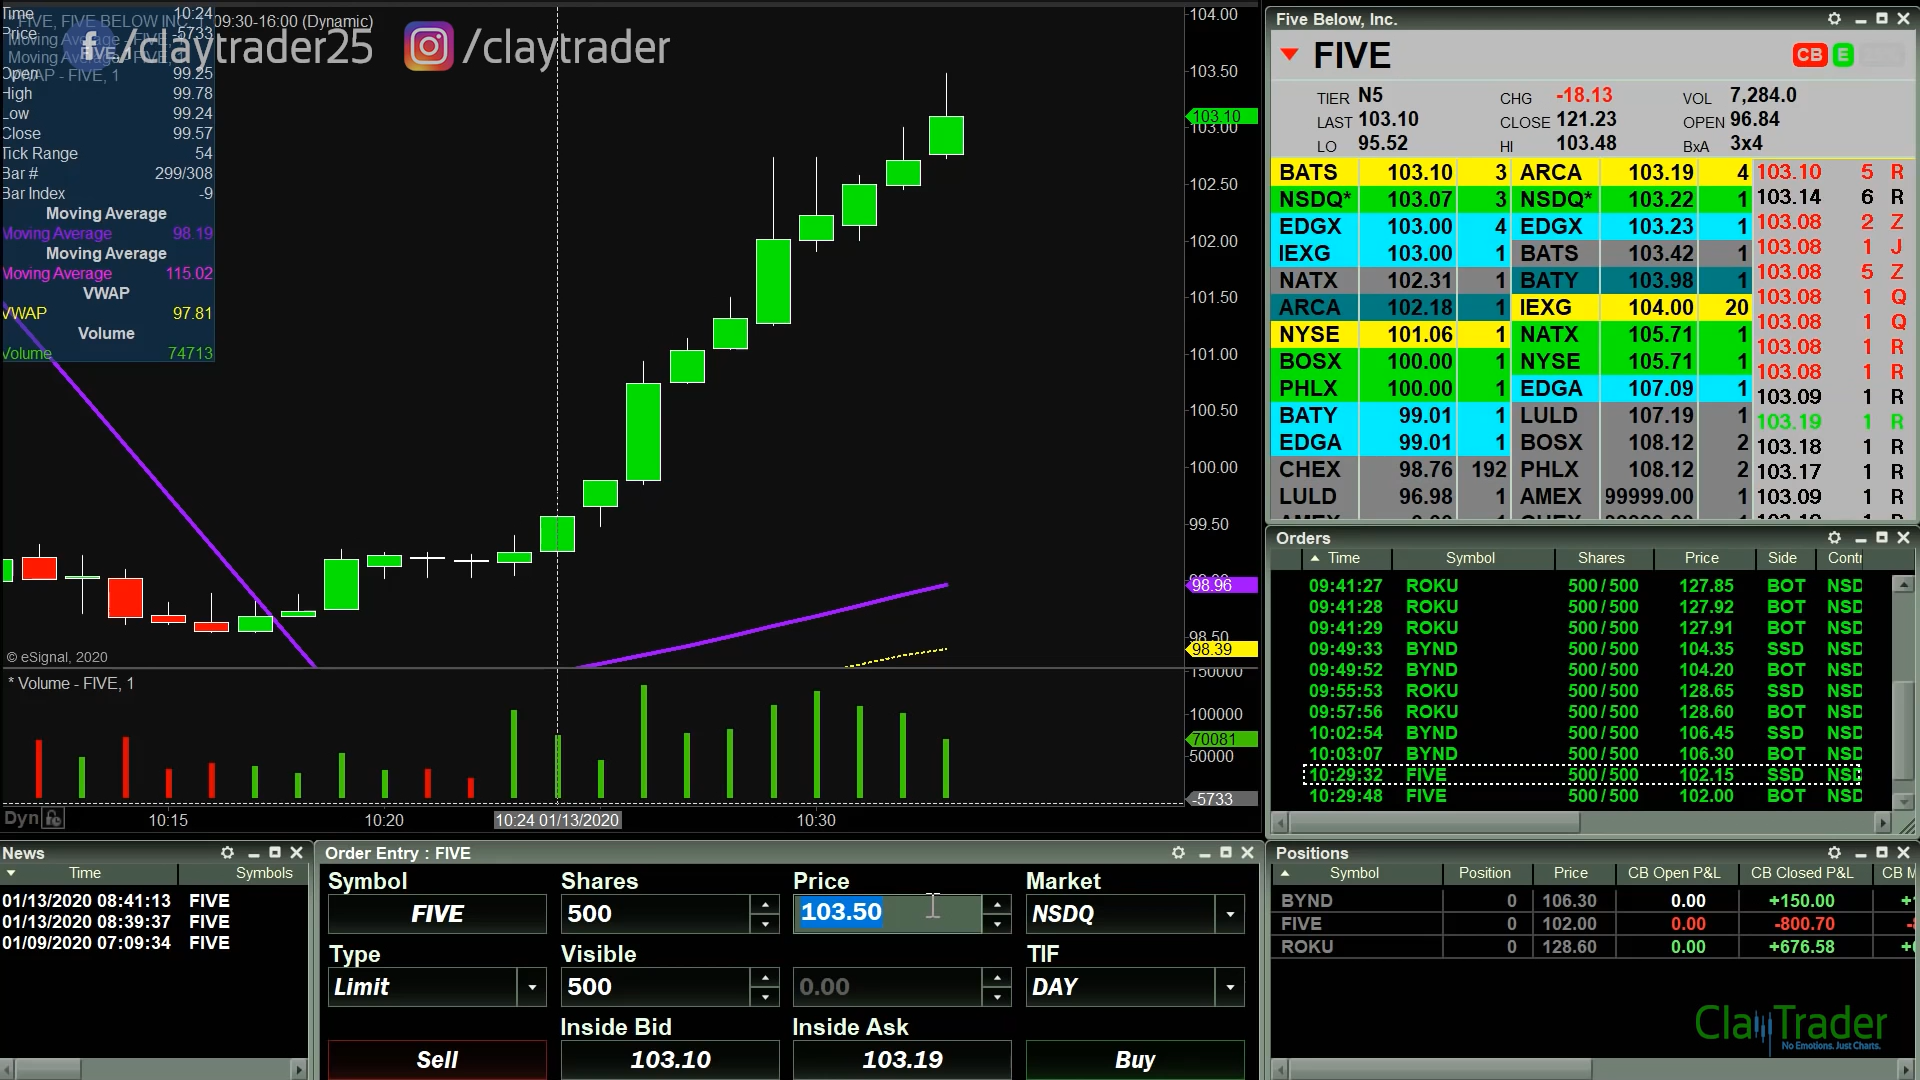 Time 10:24
FIVE, FIVE BELOW INC, 1, 09:30-16:00 (Dynamic)
Price -5733
Moving Average - FIVE, 1
Moving Average - FIVE, 1
VWAP - FIVE, 1
FIVE, 1
/claytrader25 /claytrader
Open 99.25
High 99.78
Low 99.24
Close 99.57
Tick Range 54
Bar # 299/308
Bar Index -9
Moving Average
Moving Average 98.19
Moving Average
Moving Average 115.02
VWAP
VWAP 97.81
Volume
Volume 74713
© eSignal, 2020
104.00
103.50
103.10
103.00
102.50
102.00
101.50
101.00
100.50
100.00
99.50
98.96
98.50
98.39
* Volume - FIVE, 1
150000
100000
70081
50000
-5733
Dyn
10:15
10:20
10:24 01/13/2020
10:30
Five Below, Inc.
FIVE CB E
TIER N5 CHG -18.13 VOL 7,284.0
LAST 103.10 CLOSE 121.23 OPEN 96.84
LO 95.52 HI 103.48 BxA 3x4
BATS 103.10 3 ARCA 103.19 4
NSDQ* 103.07 3 NSDQ* 103.22 1
EDGX 103.00 4 EDGX 103.23 1
IEXG 103.00 1 BATS 103.42 1
NATX 102.31 1 BATY 103.98 1
ARCA 102.18 1 IEXG 104.00 20
NYSE 101.06 1 NATX 105.71 1
BOSX 100.00 1 NYSE 105.71 1
PHLX 100.00 1 EDGA 107.09 1
BATY 99.01 1 LULD 107.19 1
EDGA 99.01 1 BOSX 108.12 2
CHEX 98.76 192 PHLX 108.12 2
LULD 96.98 1 AMEX 99999.00 1
103.10 5 R
103.14 6 R
103.08 2 Z
103.08 1 J
103.08 5 Z
103.08 1 Q
103.08 1 Q
103.08 1 R
103.08 1 R
103.09 1 R
103.19 1 R
103.18 1 R
103.17 1 R
103.09 1 R
Orders
Time Symbol Shares Price Side Contr
09:41:27 ROKU 500/500 127.85 BOT NSD
09:41:28 ROKU 500/500 127.92 BOT NSD
09:41:29 ROKU 500/500 127.91 BOT NSD
09:49:33 BYND 500/500 104.35 SSD NSD
09:49:52 BYND 500/500 104.20 BOT NSD
09:55:53 ROKU 500/500 128.65 SSD NSD
09:57:56 ROKU 500/500 128.60 BOT NSD
10:02:54 BYND 500/500 106.45 SSD NSD
10:03:07 BYND 500/500 106.30 BOT NSD
10:29:32 FIVE 500/500 102.15 SSD NSD
10:29:48 FIVE 500/500 102.00 BOT NSD
News
Time Symbols
01/13/2020 08:41:13 FIVE
01/13/2020 08:39:37 FIVE
01/09/2020 07:09:34 FIVE
Order Entry : FIVE
Symbol Shares Price Market
FIVE 500 103.50 NSDQ
Type Visible TIF
Limit 500 0.00 DAY
Inside Bid Inside Ask
Sell 103.10 103.19 Buy
Positions
Symbol Position Price CB Open P&L CB Closed P&L CB M
BYND 0 106.30 0.00 +150.00
FIVE 0 102.00 0.00 -800.70
ROKU 0 128.60 0.00 +676.58
ClayTrader
No Emotions. Just Charts.